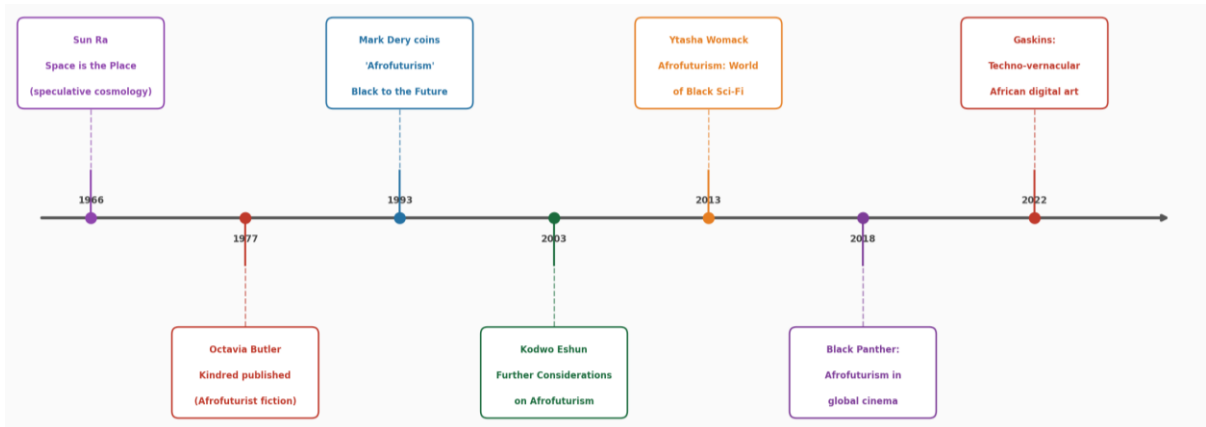 Sun Ra
Space is the Place
(speculative cosmology)
Mark Dery coins
'Afrofuturism'
Black to the Future
Ytasha Womack
Afrofuturism: World
of Black Sci-Fi
Gaskins:
Techno-vernacular
African digital art
1966
1993
2013
2022
1977
2003
2018
Octavia Butler
Kindred published
(Afrofuturist fiction)
Kodwo Eshun
Further Considerations
on Afrofuturism
Black Panther:
Afrofuturism in
global cinema